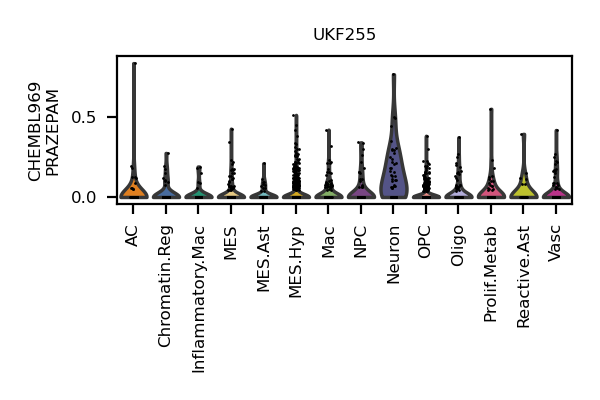 UKF255
CHEMBL969
PRAZEPAM
0.5
0.0
AC
Chromatin.Reg
Inflammatory.Mac
MES
MES.Ast
MES.Hyp
Mac
NPC
Neuron
OPC
Oligo
Prolif.Metab
Reactive.Ast
Vasc